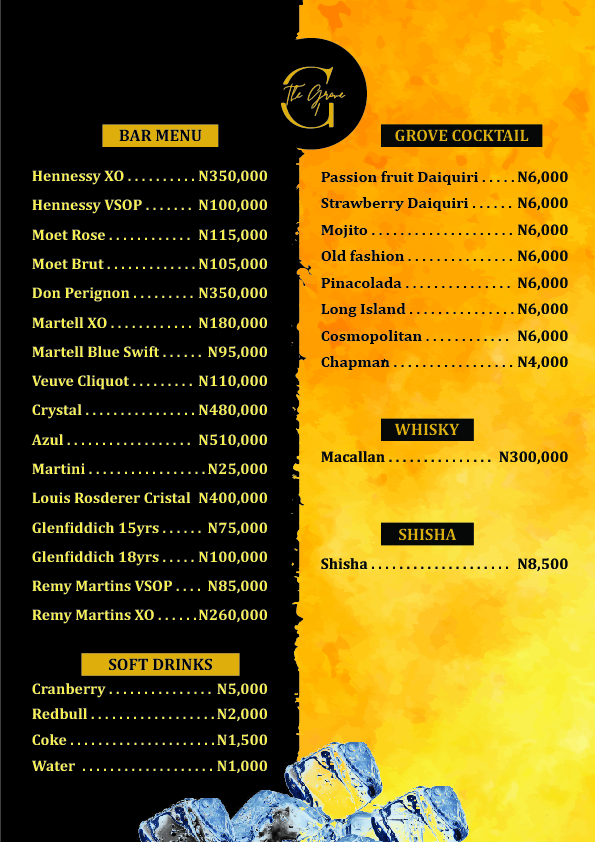 The Grove
G
BAR MENU
Hennessy XO . . . . . . . . . . N350,000
Hennessy VSOP . . . . . . . N100,000
Moet Rose . . . . . . . . . . . . N115,000
Moet Brut . . . . . . . . . . . . . N105,000
Don Perignon . . . . . . . . . N350,000
Martell XO . . . . . . . . . . . . N180,000
Martell Blue Swift . . . . . . N95,000
Veuve Cliquot . . . . . . . . . N110,000
Crystal . . . . . . . . . . . . . . . . N480,000
Azul . . . . . . . . . . . . . . . . . . N510,000
Martini . . . . . . . . . . . . . . . . . N25,000
Louis Rosderer Cristal N400,000
Glenfiddich 15yrs . . . . . . N75,000
Glenfiddich 18yrs . . . . . N100,000
Remy Martins VSOP . . . . N85,000
Remy Martins XO . . . . . . N260,000
SOFT DRINKS
Cranberry . . . . . . . . . . . . . . . N5,000
Redbull . . . . . . . . . . . . . . . . . . N2,000
Coke . . . . . . . . . . . . . . . . . . . . . N1,500
Water . . . . . . . . . . . . . . . . . . . N1,000
GROVE COCKTAIL
Passion fruit Daiquiri . . . . . N6,000
Strawberry Daiquiri . . . . . . N6,000
Mojito . . . . . . . . . . . . . . . . . . . . N6,000
Old fashion . . . . . . . . . . . . . . . N6,000
Pinacolada . . . . . . . . . . . . . . . N6,000
Long Island . . . . . . . . . . . . . . . N6,000
Cosmopolitan . . . . . . . . . . . . N6,000
Chapman . . . . . . . . . . . . . . . . . N4,000
WHISKY
Macallan . . . . . . . . . . . . . . . N300,000
SHISHA
Shisha . . . . . . . . . . . . . . . . . . . . N8,500